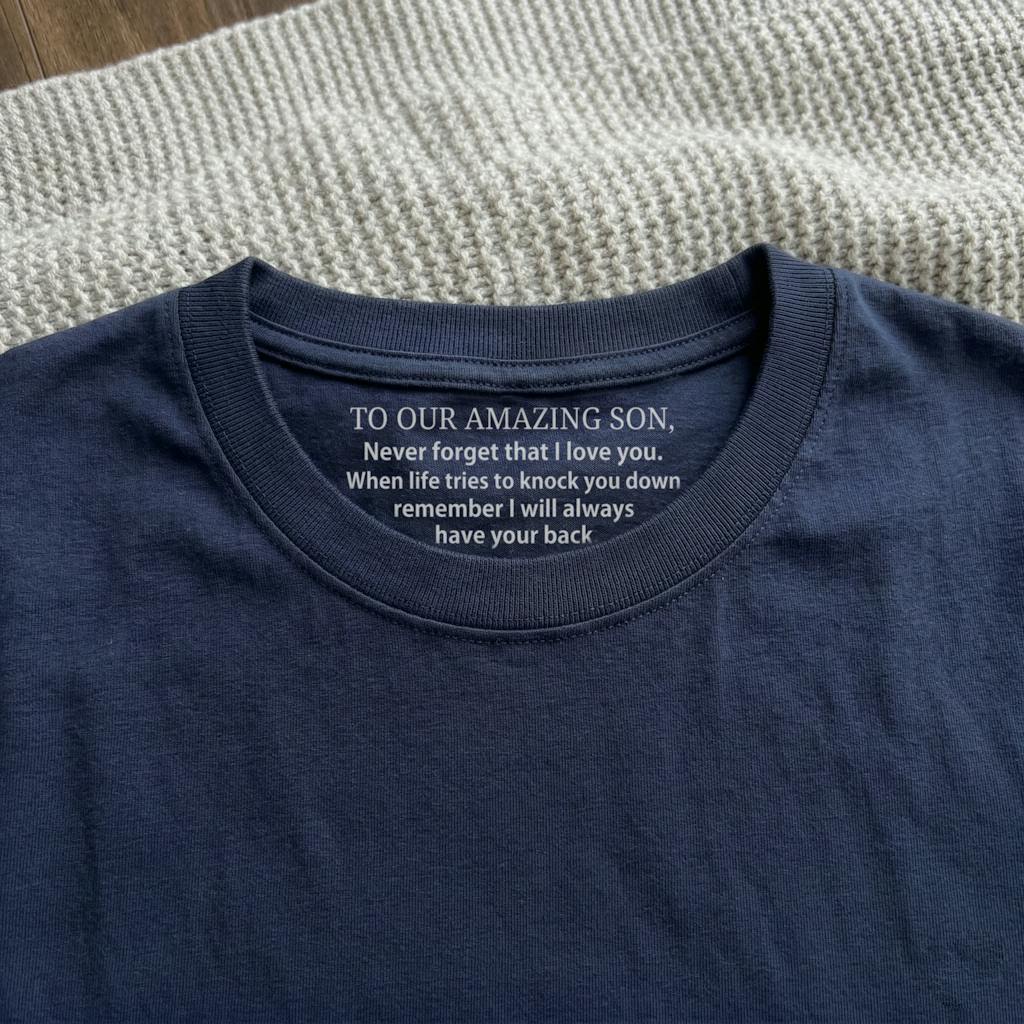 TO OUR AMAZING SON,
Never forget that I love you.
When life tries to knock you down
remember I will always
have your back